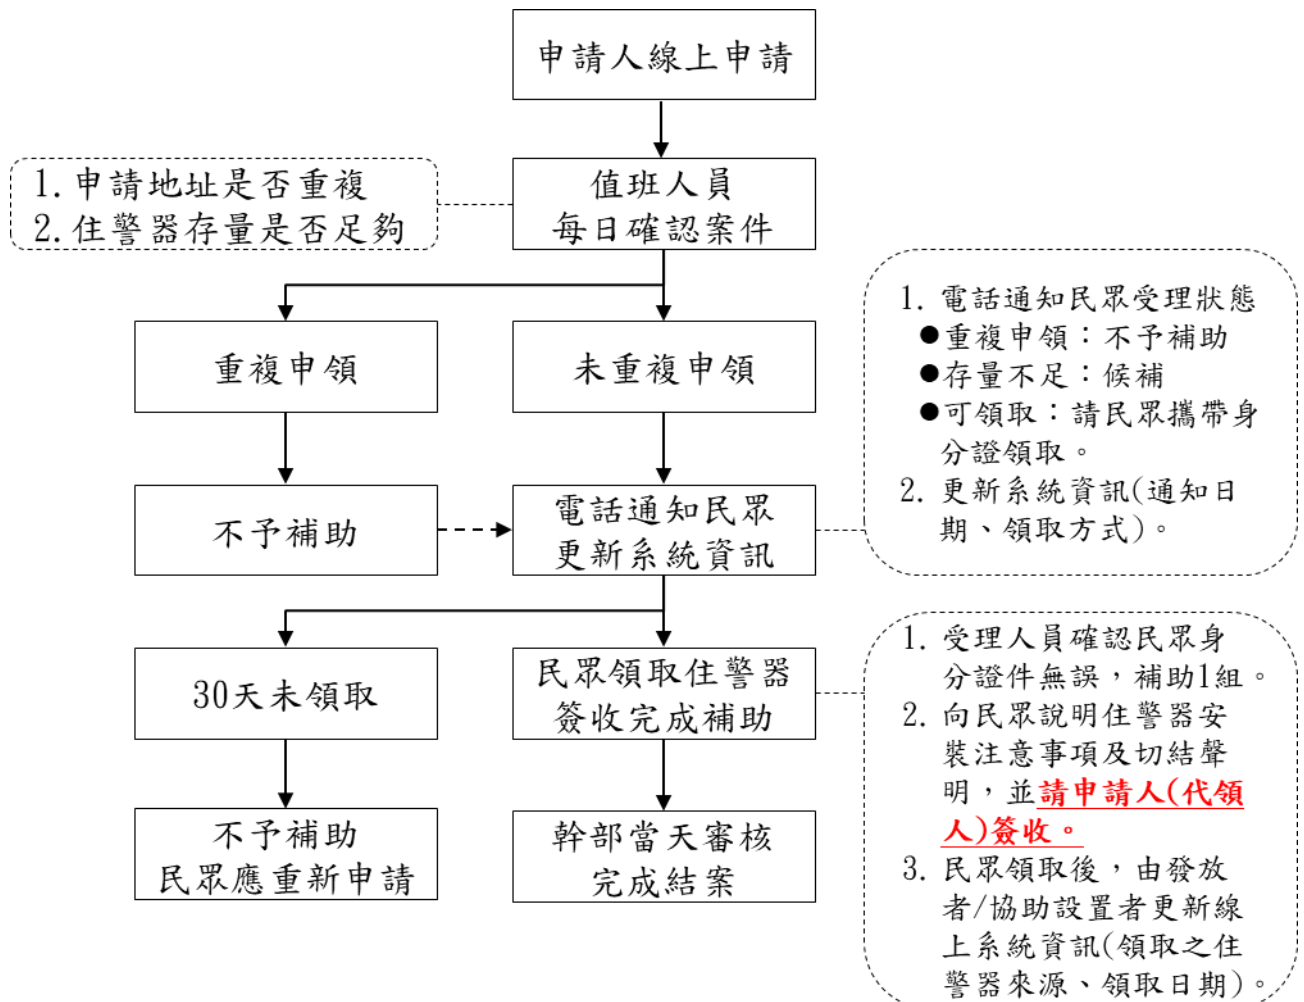 申請人線上申請
1. 申請地址是否重複
2. 住警器存量是否足夠
值班人員
每日確認案件
重複申領
未重複申領
1. 電話通知民眾受理狀態
●重複申領：不予補助
●存量不足：候補
●可領取：請民眾攜帶身
分證領取。
2. 更新系統資訊(通知日
期、領取方式)。
不予補助
電話通知民眾
更新系統資訊
30天未領取
民眾領取住警器
簽收完成補助
1. 受理人員確認民眾身
分證件無誤，補助1組。
2. 向民眾說明住警器安
裝注意事項及切結聲
明，並請申請人(代領
人)簽收。
3. 民眾領取後，由發放
者/協助設置者更新線
上系統資訊(領取之住
警器來源、領取日期)。
不予補助
民眾應重新申請
幹部當天審核
完成結案